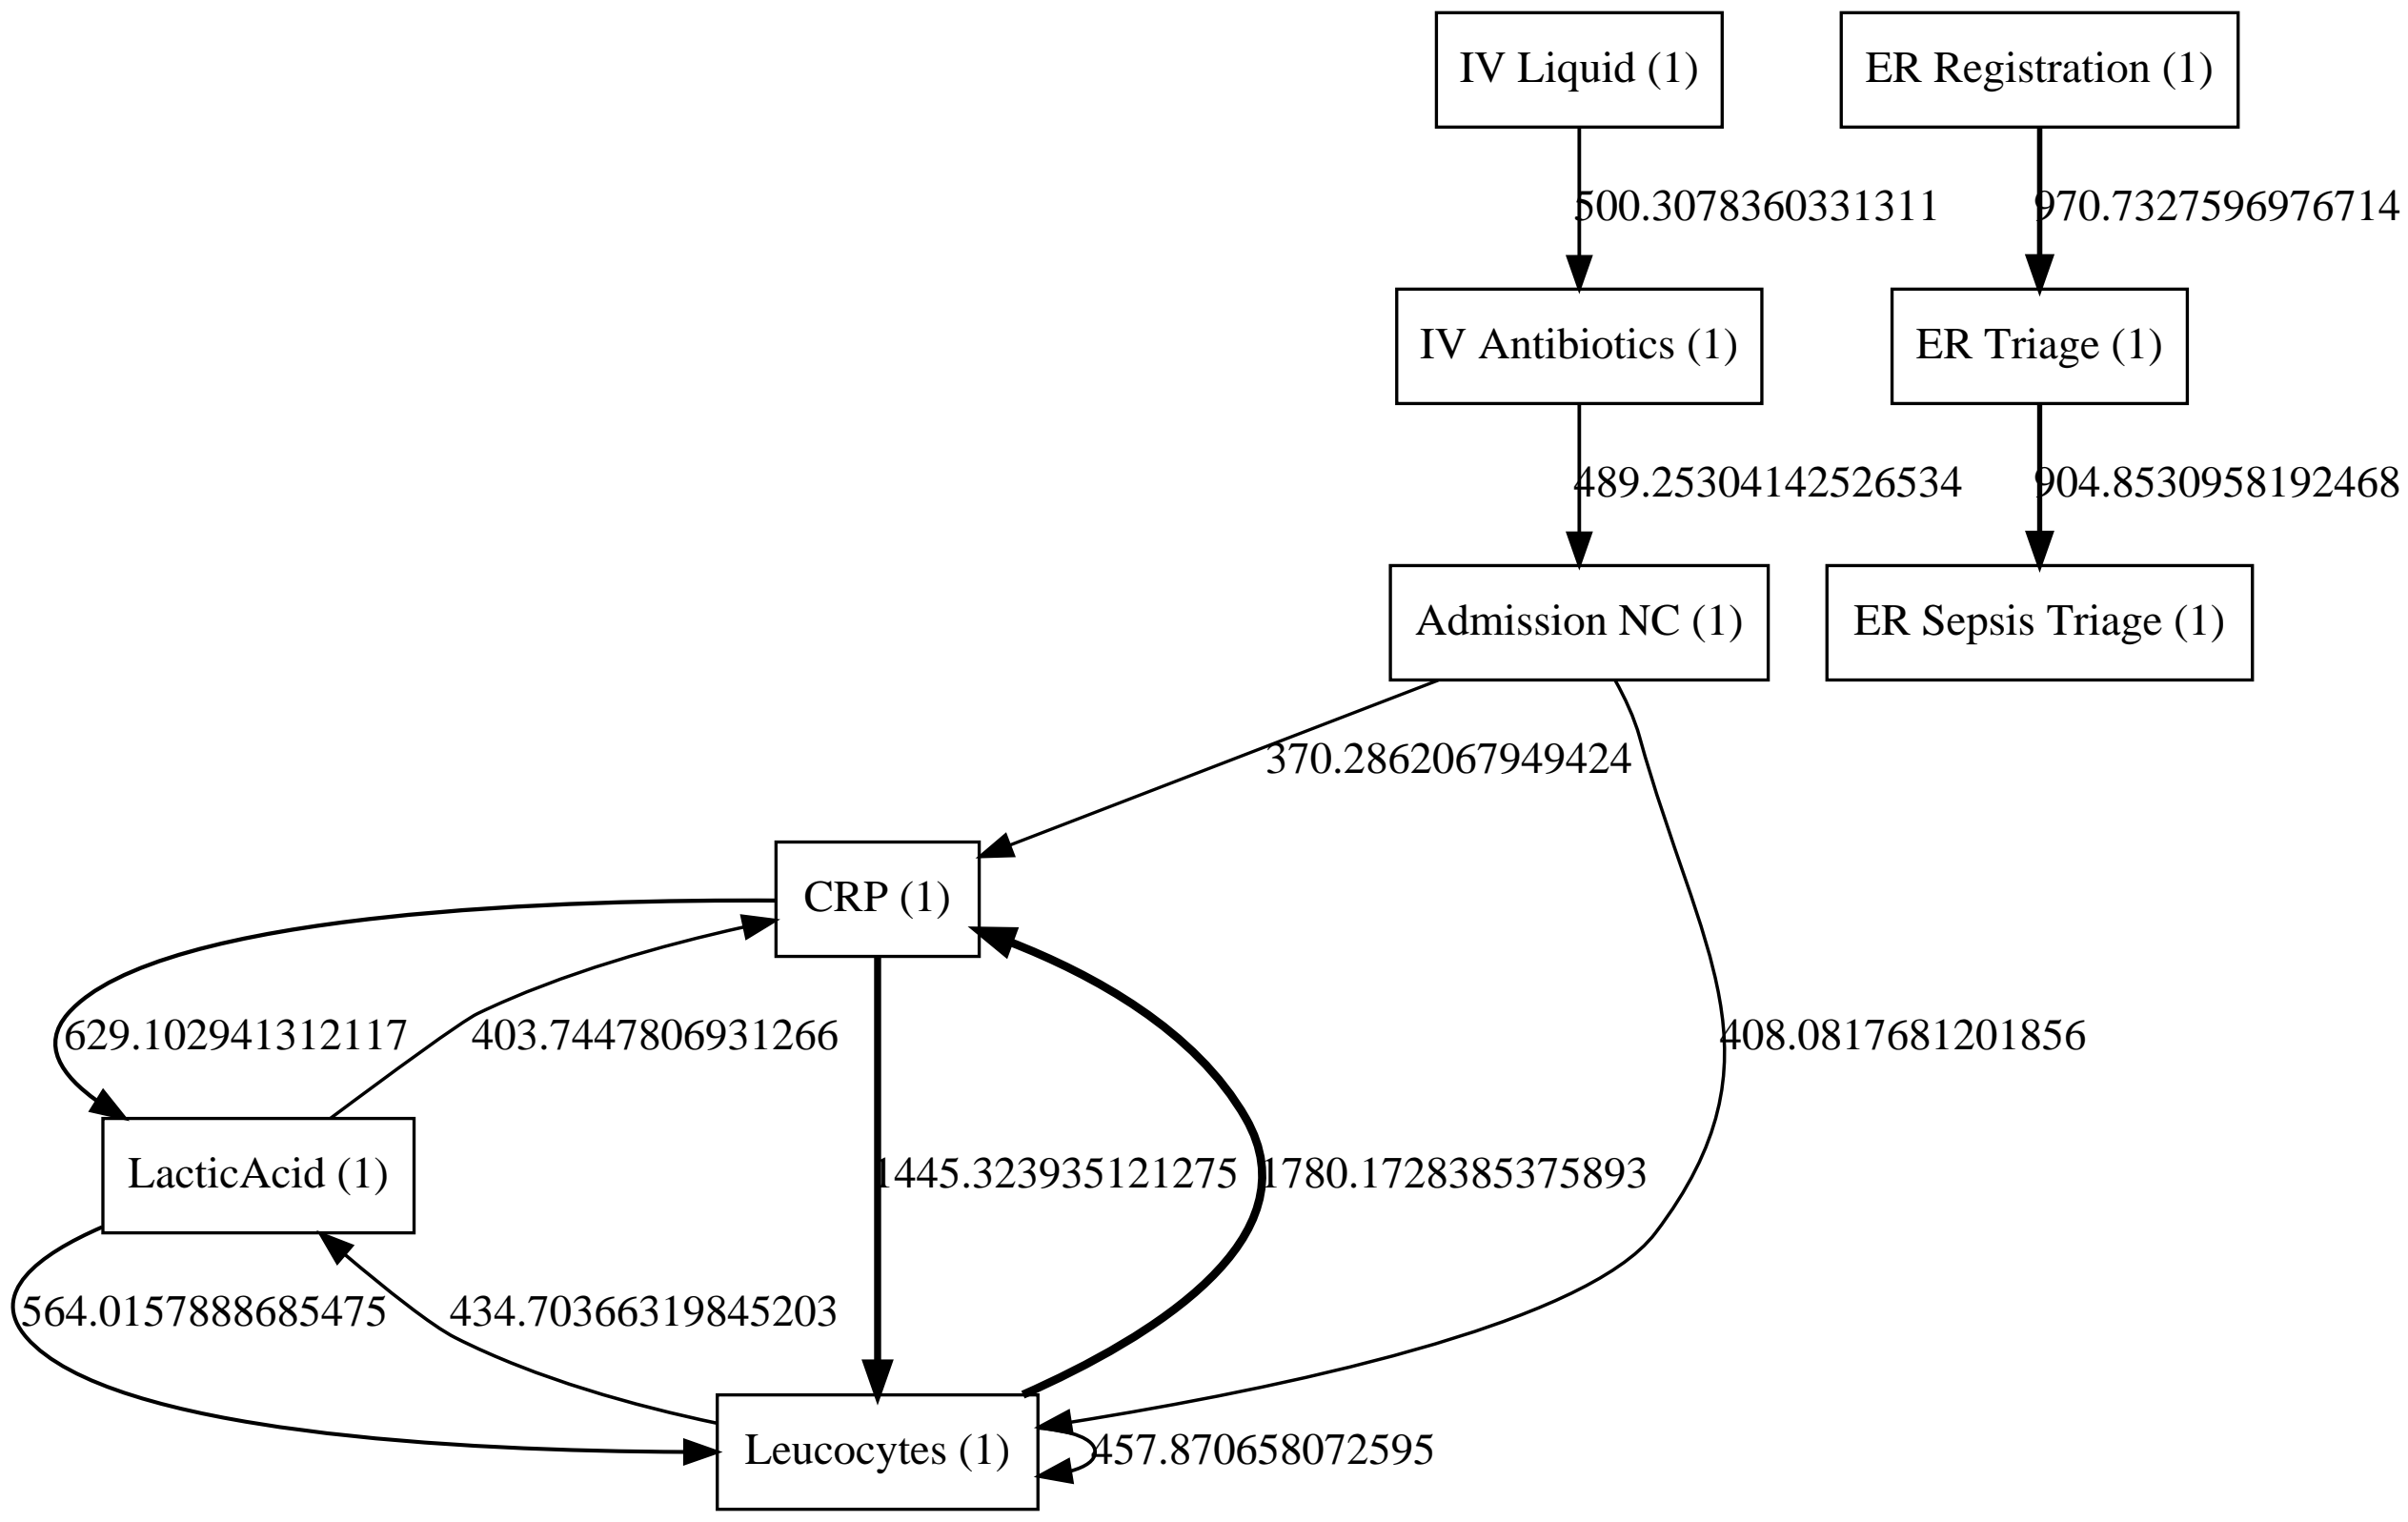 IV Liquid (1)
ER Registration (1)
500.3078360331311
970.7327596976714
IV Antibiotics (1)
ER Triage (1)
489.25304142526534
904.8530958192468
Admission NC (1)
ER Sepsis Triage (1)
370.2862067949424
CRP (1)
629.102941312117
403.7447806931266
408.0817681201856
LacticAcid (1)
1445.323935121275
1780.1728385375893
564.0157888685475
434.70366319845203
Leucocytes (1)
457.870658072595